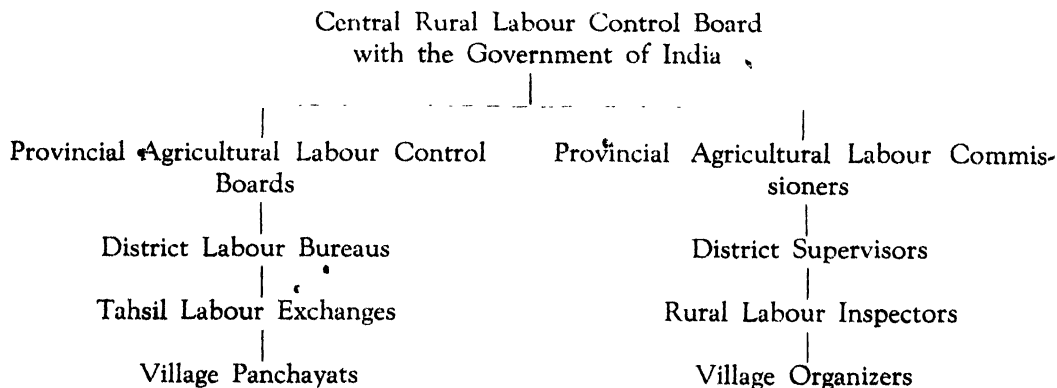 Central Rural Labour Control Board
with the Government of India
Provincial Agricultural Labour Control
Boards
Provincial Agricultural Labour Commis-
sioners
District Labour Bureaus
District Supervisors
Tahsil Labour Exchanges
Rural Labour Inspectors
Village Panchayats
Village Organizers